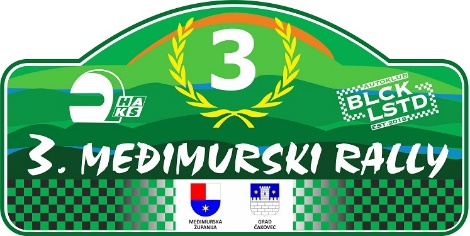 3
HAKS
AUTOKLUB
BLCK
LSTD
EST.2018
3. MEĐIMURSKI RALLY
MEĐIMURSKA
ŽUPANIJA
GRAD
ČAKOVEC